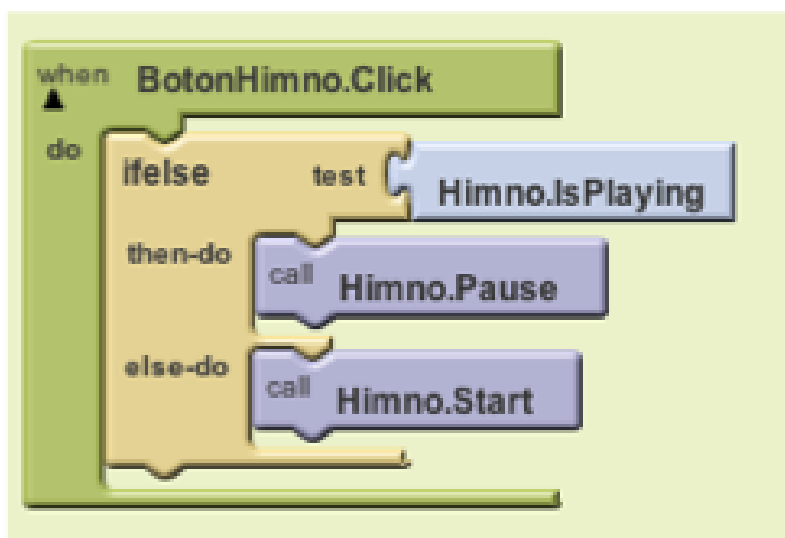 when BotonHimno.Click
do
ifelse test Himno.IsPlaying
then-do call Himno.Pause
else-do call Himno.Start